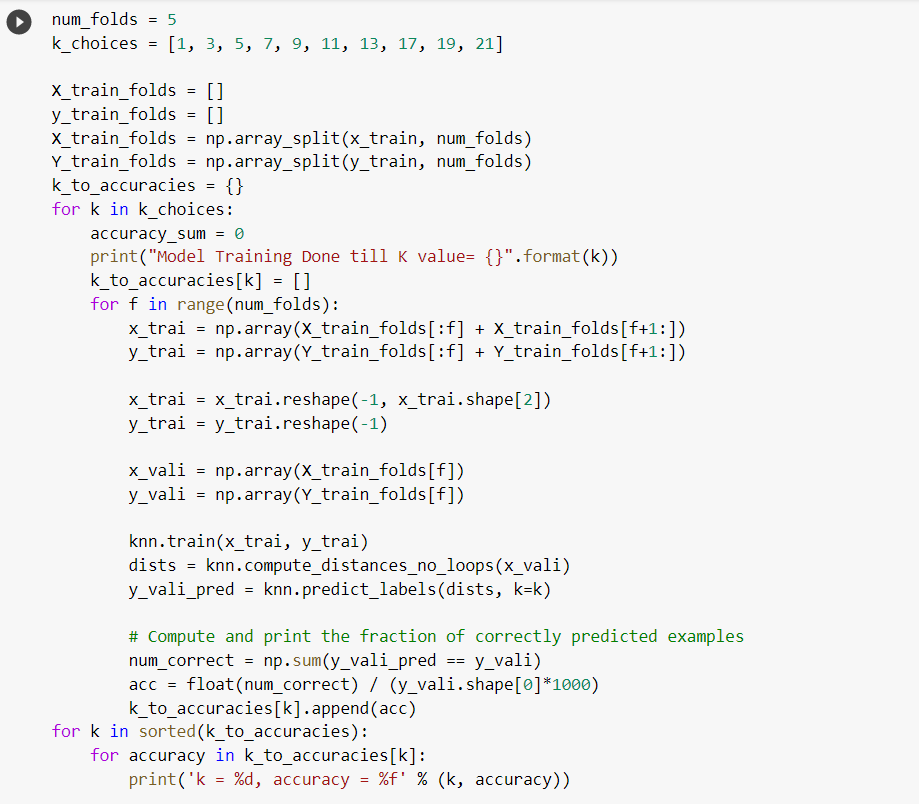 num_folds = 5
k_choices = [1, 3, 5, 7, 9, 11, 13, 17, 19, 21]

X_train_folds = []
y_train_folds = []
X_train_folds = np.array_split(x_train, num_folds)
Y_train_folds = np.array_split(y_train, num_folds)
k_to_accuracies = {}
for k in k_choices:
    accuracy_sum = 0
    print("Model Training Done till K value= {}".format(k))
    k_to_accuracies[k] = []
    for f in range(num_folds):
        x_trai = np.array(X_train_folds[:f] + X_train_folds[f+1:])
        y_trai = np.array(Y_train_folds[:f] + Y_train_folds[f+1:])

        x_trai = x_trai.reshape(-1, x_trai.shape[2])
        y_trai = y_trai.reshape(-1)

        x_vali = np.array(X_train_folds[f])
        y_vali = np.array(Y_train_folds[f])

        knn.train(x_trai, y_trai)
        dists = knn.compute_distances_no_loops(x_vali)
        y_vali_pred = knn.predict_labels(dists, k=k)

        # Compute and print the fraction of correctly predicted examples
        num_correct = np.sum(y_vali_pred == y_vali)
        acc = float(num_correct) / (y_vali.shape[0]*1000)
        k_to_accuracies[k].append(acc)
for k in sorted(k_to_accuracies):
    for accuracy in k_to_accuracies[k]:
        print('k = %d, accuracy = %f' % (k, accuracy))